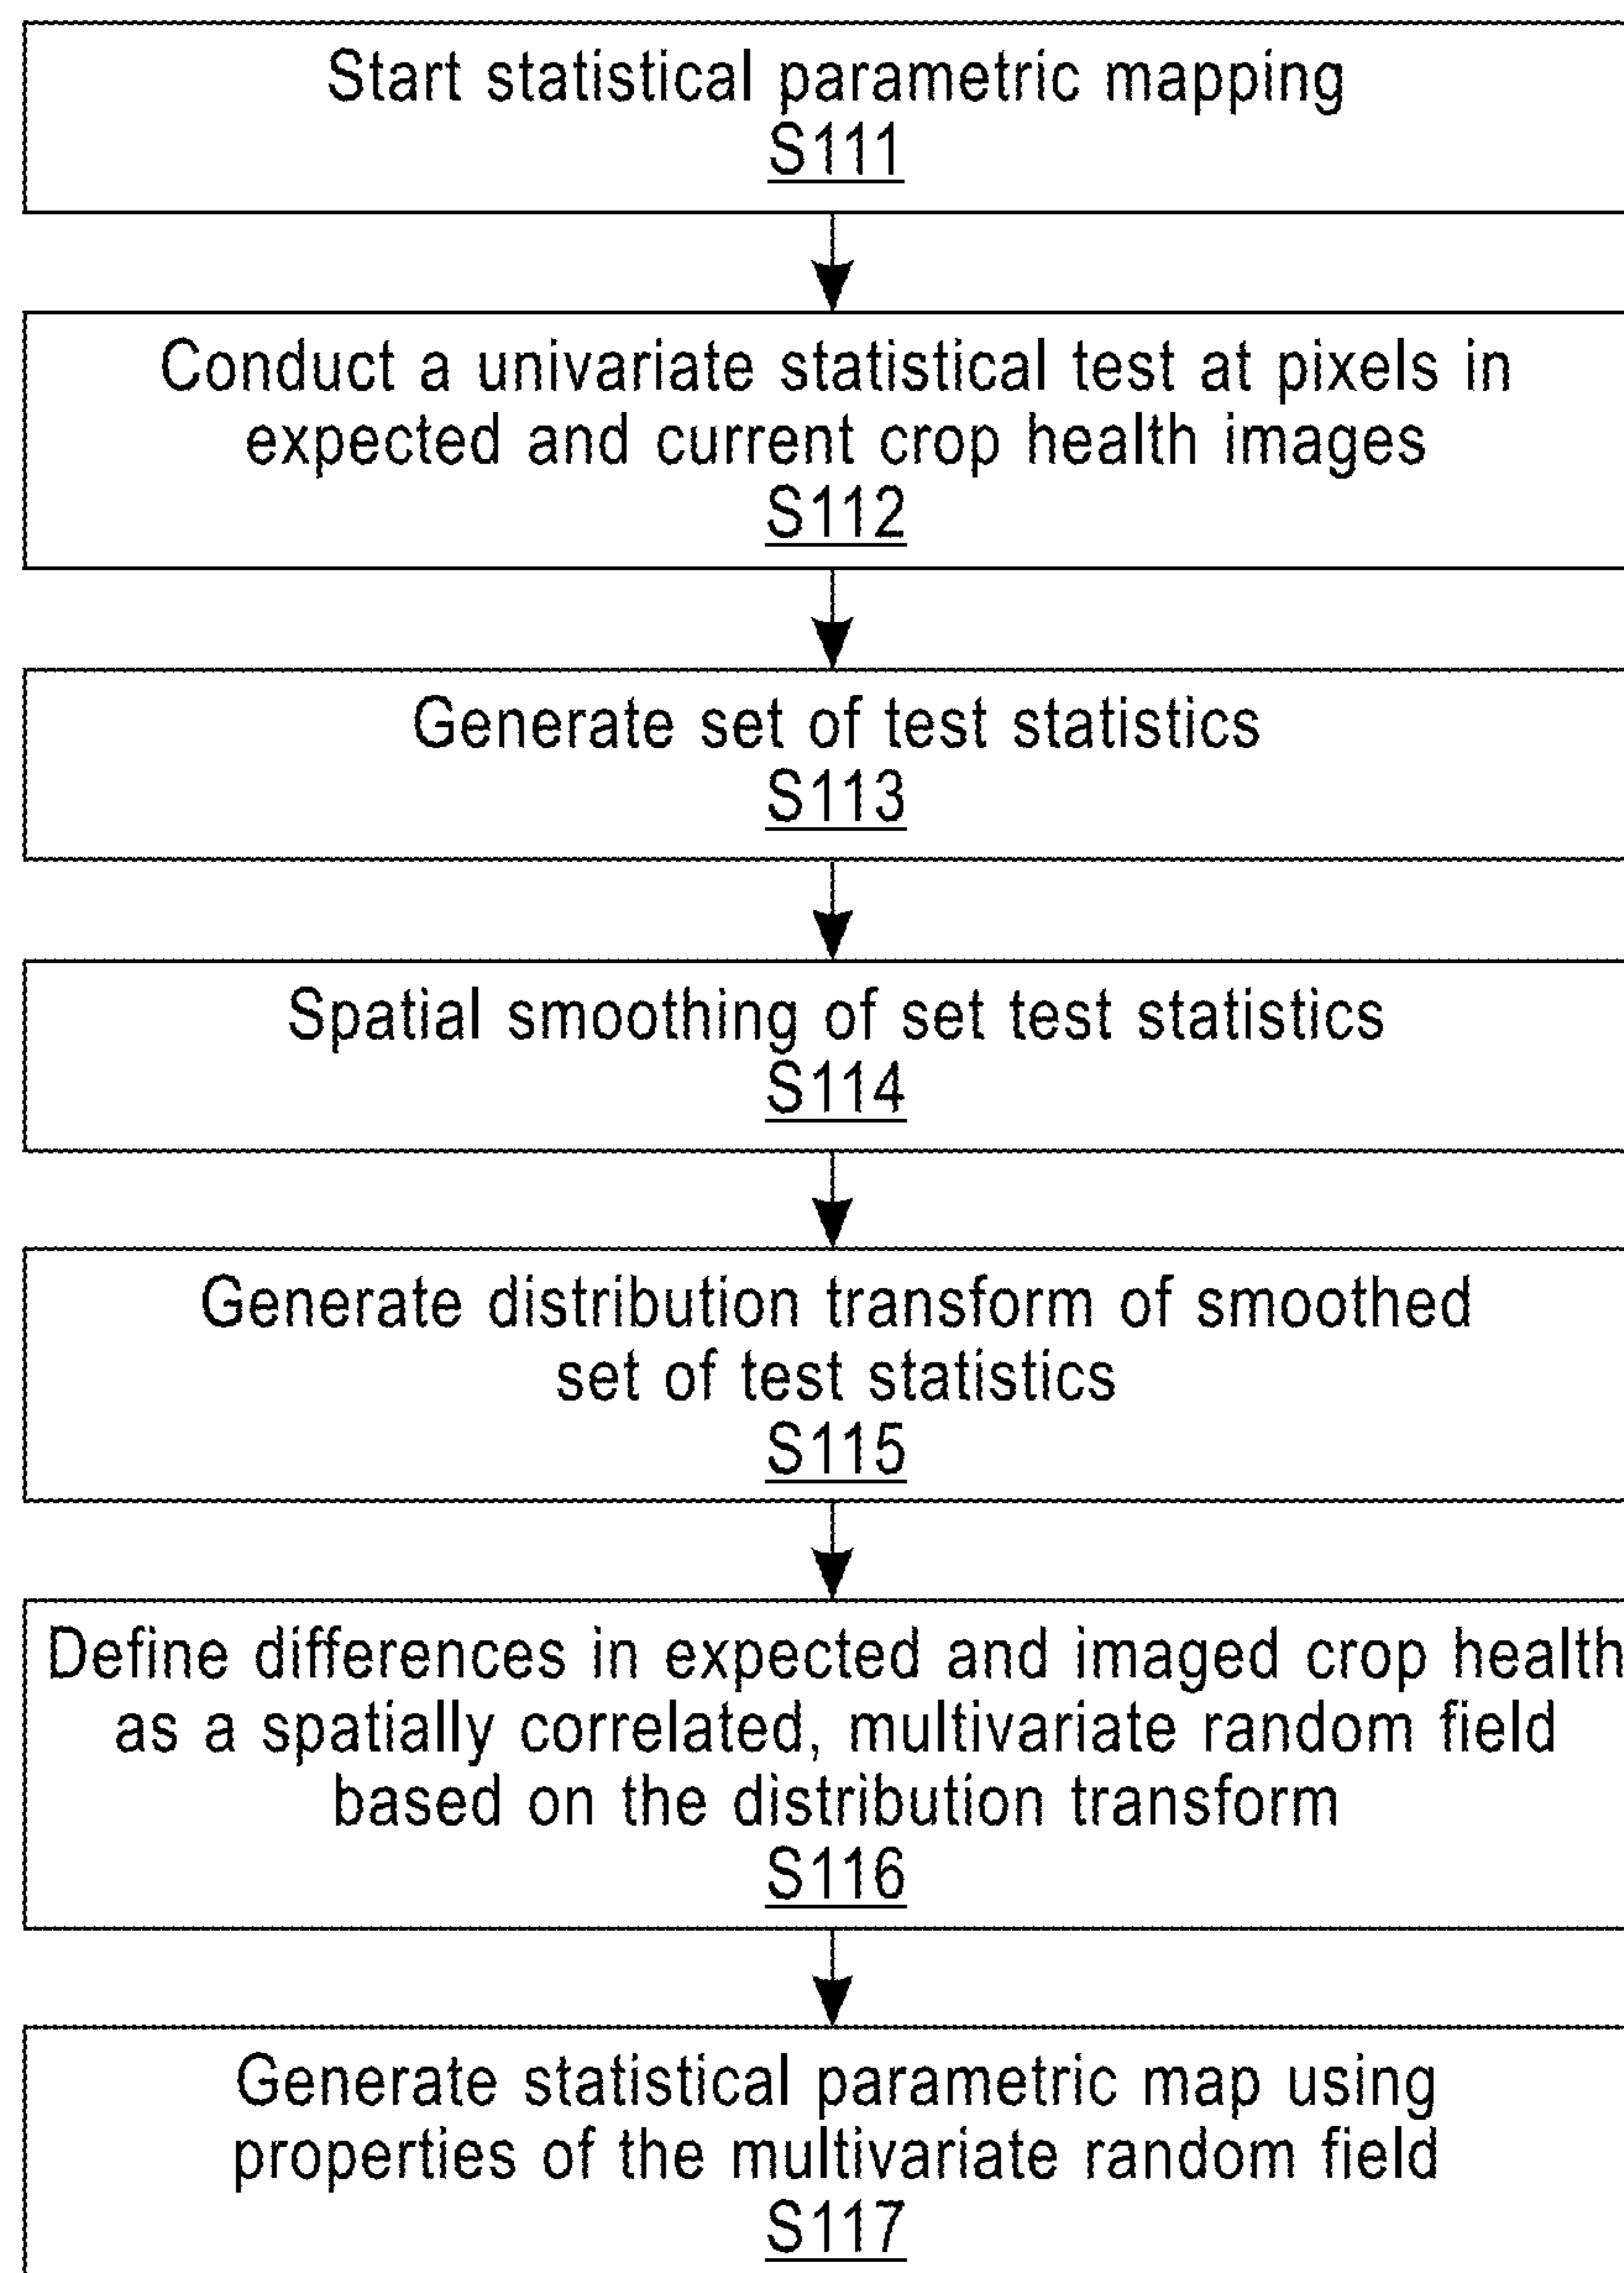 Start statistical parametric mapping
S111
Conduct a univariate statistical test at pixels in
expected and current crop health images
S112
Generate set of test statistics
S113
Spatial smoothing of set test statistics
S114
Generate distribution transform of smoothed
set of test statistics
S115
Define differences in expected and imaged crop health
as a spatially correlated, multivariate random field
based on the distribution transform
S116
Generate statistical parametric map using
properties of the multivariate random field
S117